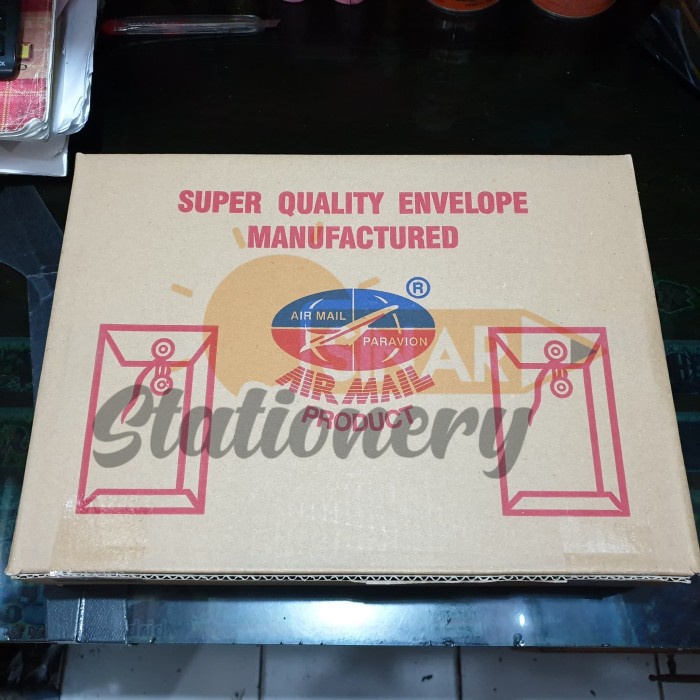 SUPER QUALITY ENVELOPE
MANUFACTURED
®
AIR MAIL
PARAVION
AIR MAIL
PRODUCT
Stationery